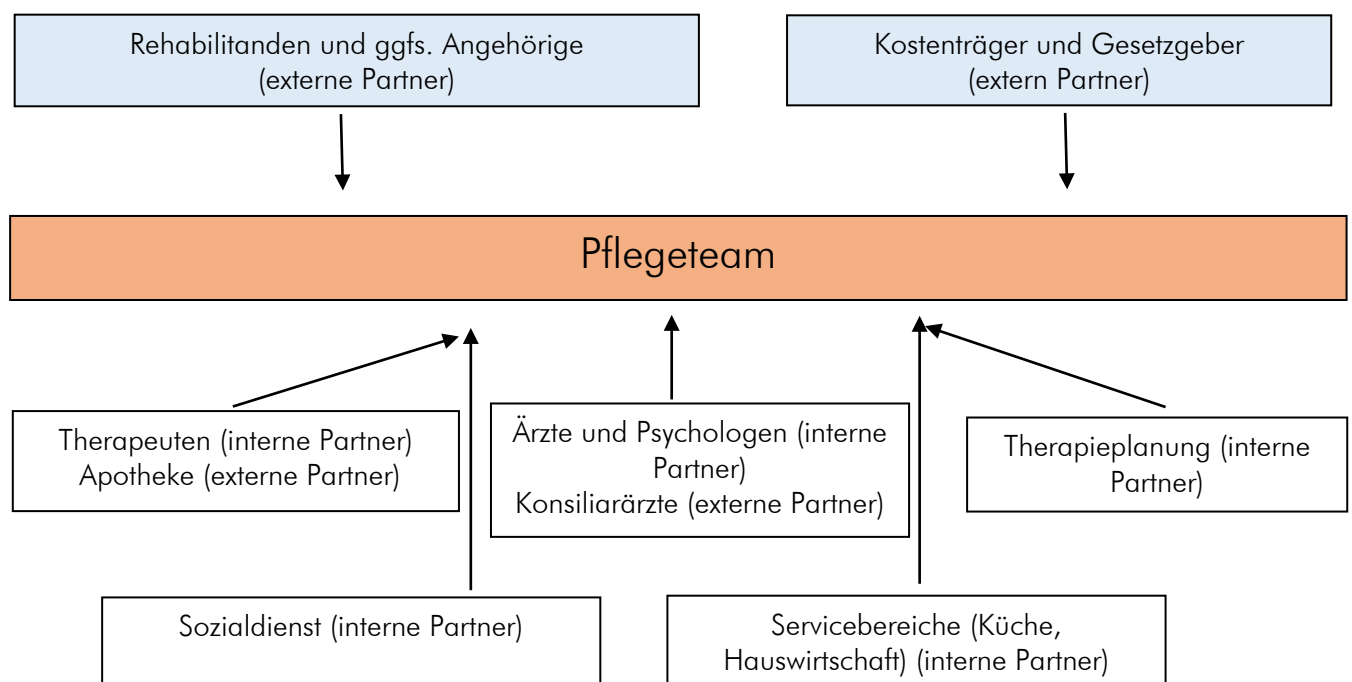 Rehabilitanden und ggfs. Angehörige
(externe Partner)
Kostenträger und Gesetzgeber
(extern Partner)
Pflegeteam
Therapeuten (interne Partner)
Apotheke (externe Partner)
Ärzte und Psychologen (interne
Partner)
Konsiliarärzte (externe Partner)
Therapieplanung (interne
Partner)
Sozialdienst (interne Partner)
Servicebereiche (Küche,
Hauswirtschaft) (interne Partner)